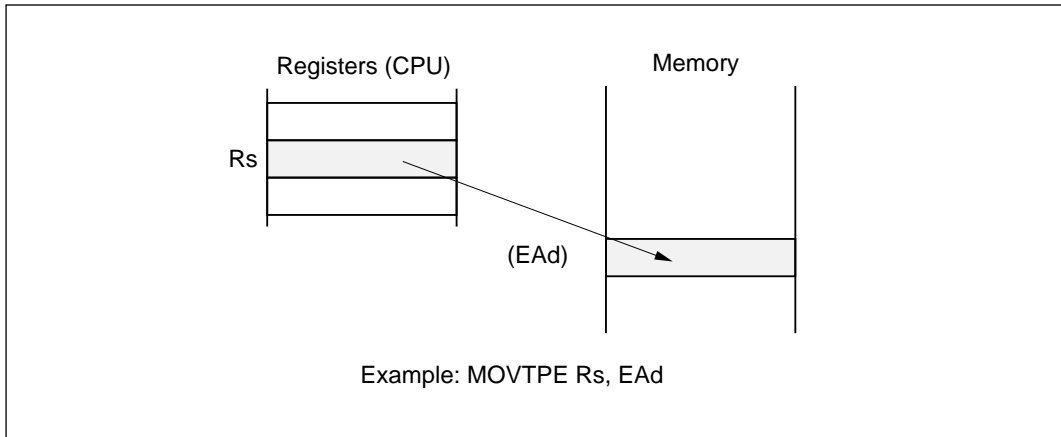 Registers (CPU)
Memory
Rs
(EAd)
Example: MOVTPE Rs, EAd